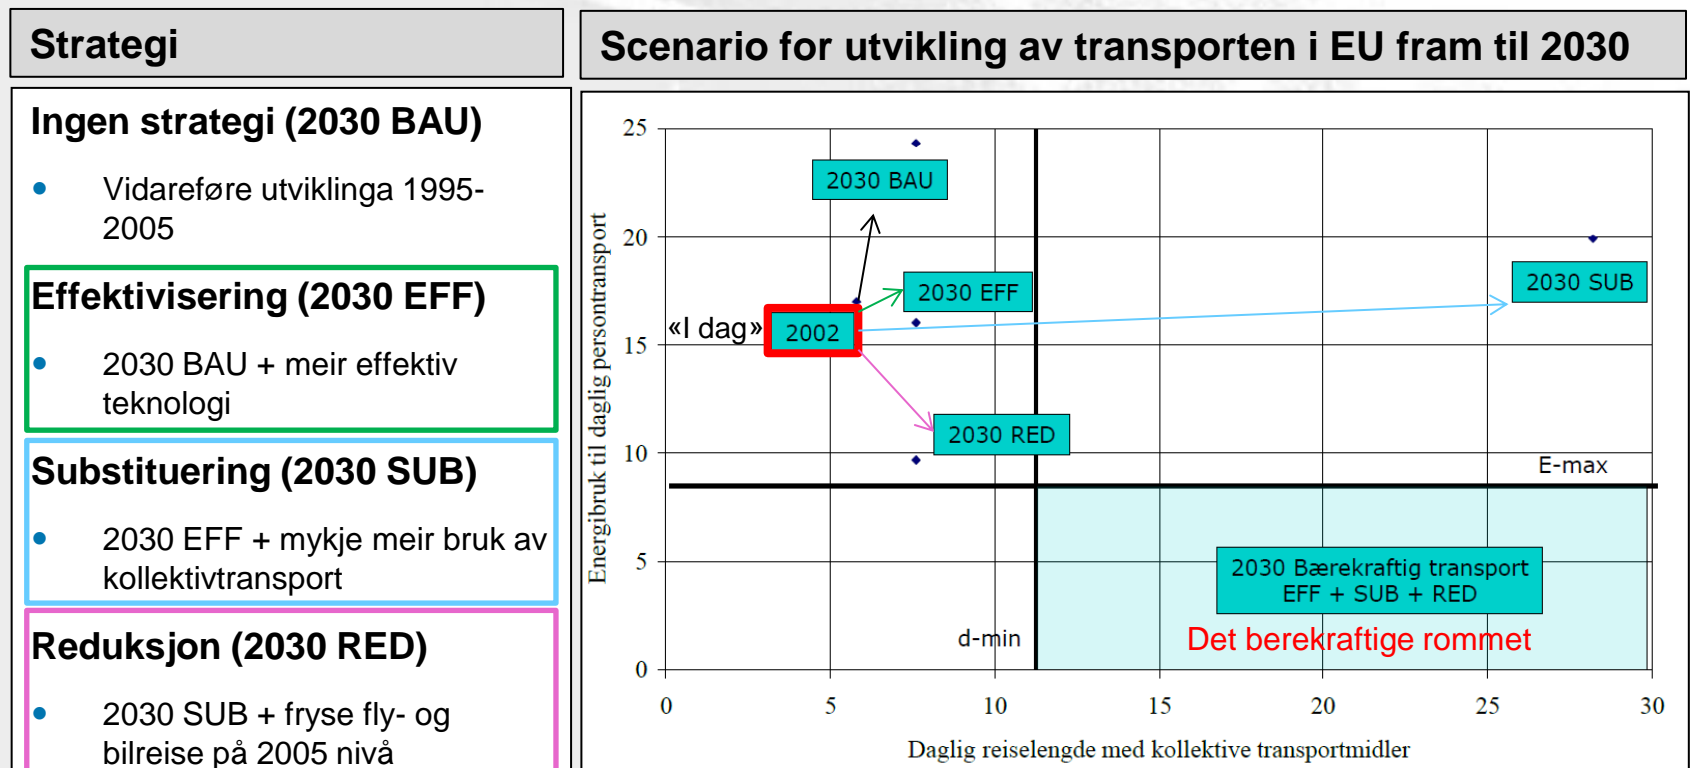 Strategi
Ingen strategi (2030 BAU)
Vidareføre utviklinga 1995-
2005
Effektivisering (2030 EFF)
2030 BAU + meir effektiv
teknologi
Substituering (2030 SUB)
2030 EFF + mykje meir bruk av
kollektivtransport
Reduksjon (2030 RED)
2030 SUB + fryse fly- og
bilreise på 2005 nivå
Scenario for utvikling av transporten i EU fram til 2030
Energibruk til daglig persontransport
25
20
15
10
5
0
2030 BAU
2030 EFF
2030 SUB
«I dag»
2002
2030 RED
E-max
2030 Bærekraftig transport
EFF + SUB + RED
d-min
Det berekraftige rommet
0 5 10 15 20 25 30
Daglig reiselengde med kollektive transportmidler